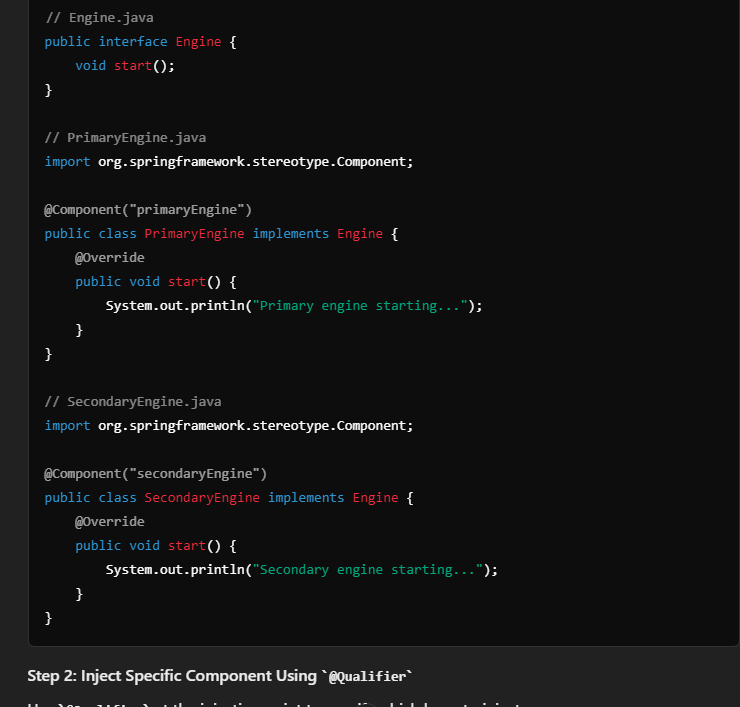 // Engine.java
public interface Engine {
    void start();
}
// PrimaryEngine.java
import org.springframework.stereotype.Component;
@Component("primaryEngine")
public class PrimaryEngine implements Engine {
    @Override
    public void start() {
        System.out.println("Primary engine starting...");
    }
}
// SecondaryEngine.java
import org.springframework.stereotype.Component;
@Component("secondaryEngine")
public class SecondaryEngine implements Engine {
    @Override
    public void start() {
        System.out.println("Secondary engine starting...");
    }
}
Step 2: Inject Specific Component Using `@Qualifier`